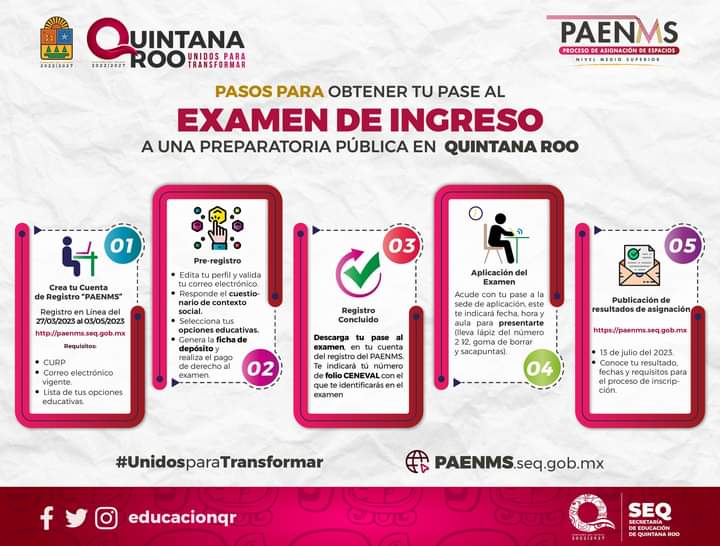 2022/2027
QUINTANA
ROO
UNIDOS PARA
TRANSFORMAR
2022/2027
PAENMS
PROCESO DE ASIGNACIÓN DE ESPACIOS
NIVEL MEDIO SUPERIOR
PASOS PARA OBTENER TU PASE AL
EXAMEN DE INGRESO
A UNA PREPARATORIA PÚBLICA EN QUINTANA ROO
01
Crea tu Cuenta
de Registro "PAENMS"
Registro en Línea del
27/03/2023 al 03/05/2023
http://paenms.seq.gob.mx
Requisitos:
• CURP
• Correo electrónico
vigente.
• Lista de tus opciones
educativas.
Pre-registro
• Edita tu perfil y valida
tu correo electrónico.
• Responde el cuestio-
nario de contexto
social.
• Selecciona tus
opciones educativas.
• Genera la ficha de
depósito y
realiza el pago
de derecho al
examen.
02
03
Registro
Concluido
Descarga tu pase al
examen, en tu cuenta
del registro del PAENMS.
Te indicará tú número
de folio CENEVAL con el
que te identificarás en el
examen
Aplicación del
Examen
Acude con tu pase a la
sede de aplicación, este
te indicará fecha, hora y
aula para presentarte
(lleva lápiz del número
2 ½, goma de borrar
y sacapuntas).
04
05
Publicación de
resultados de asignación
https://paenms.seq.gob.mx
• 13 de julio del 2023.
• Conoce tu resultado,
fechas y requisitos para
el proceso de inscrip-
ción.
#UnidosparaTransformar
PAENMS.seq.gob.mx
educacionqr
2022/2027
SEQ
SECRETARÍA
DE EDUCACIÓN
DE QUINTANA ROO